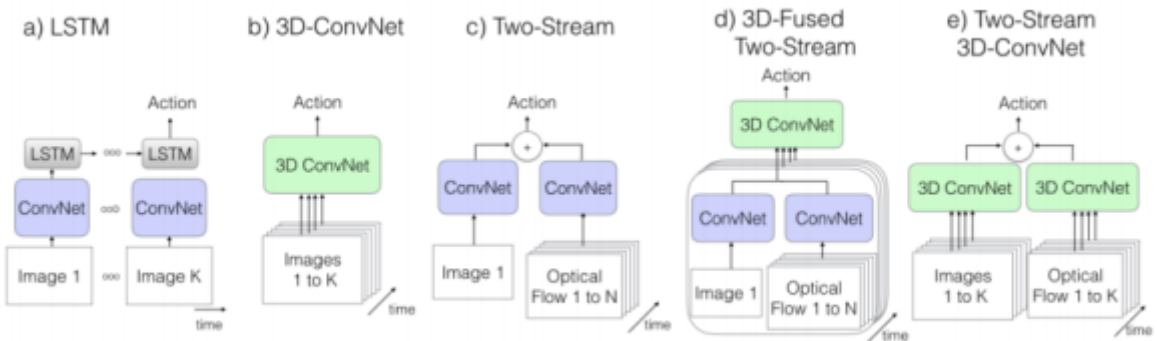 a) LSTM
Action
LSTM
LSTM
ConvNet
ConvNet
Image 1
Image K
time
b) 3D-ConvNet
Action
3D ConvNet
Images
1 to K
time
c) Two-Stream
Action
+
ConvNet
ConvNet
Image 1
Optical
Flow 1 to N
time
d) 3D-Fused
Two-Stream
Action
3D ConvNet
ConvNet
ConvNet
Image 1
Optical
Flow 1 to N
time
e) Two-Stream
3D-ConvNet
Action
+
3D ConvNet
3D ConvNet
Images
1 to K
Optical
Flow 1 to K
time